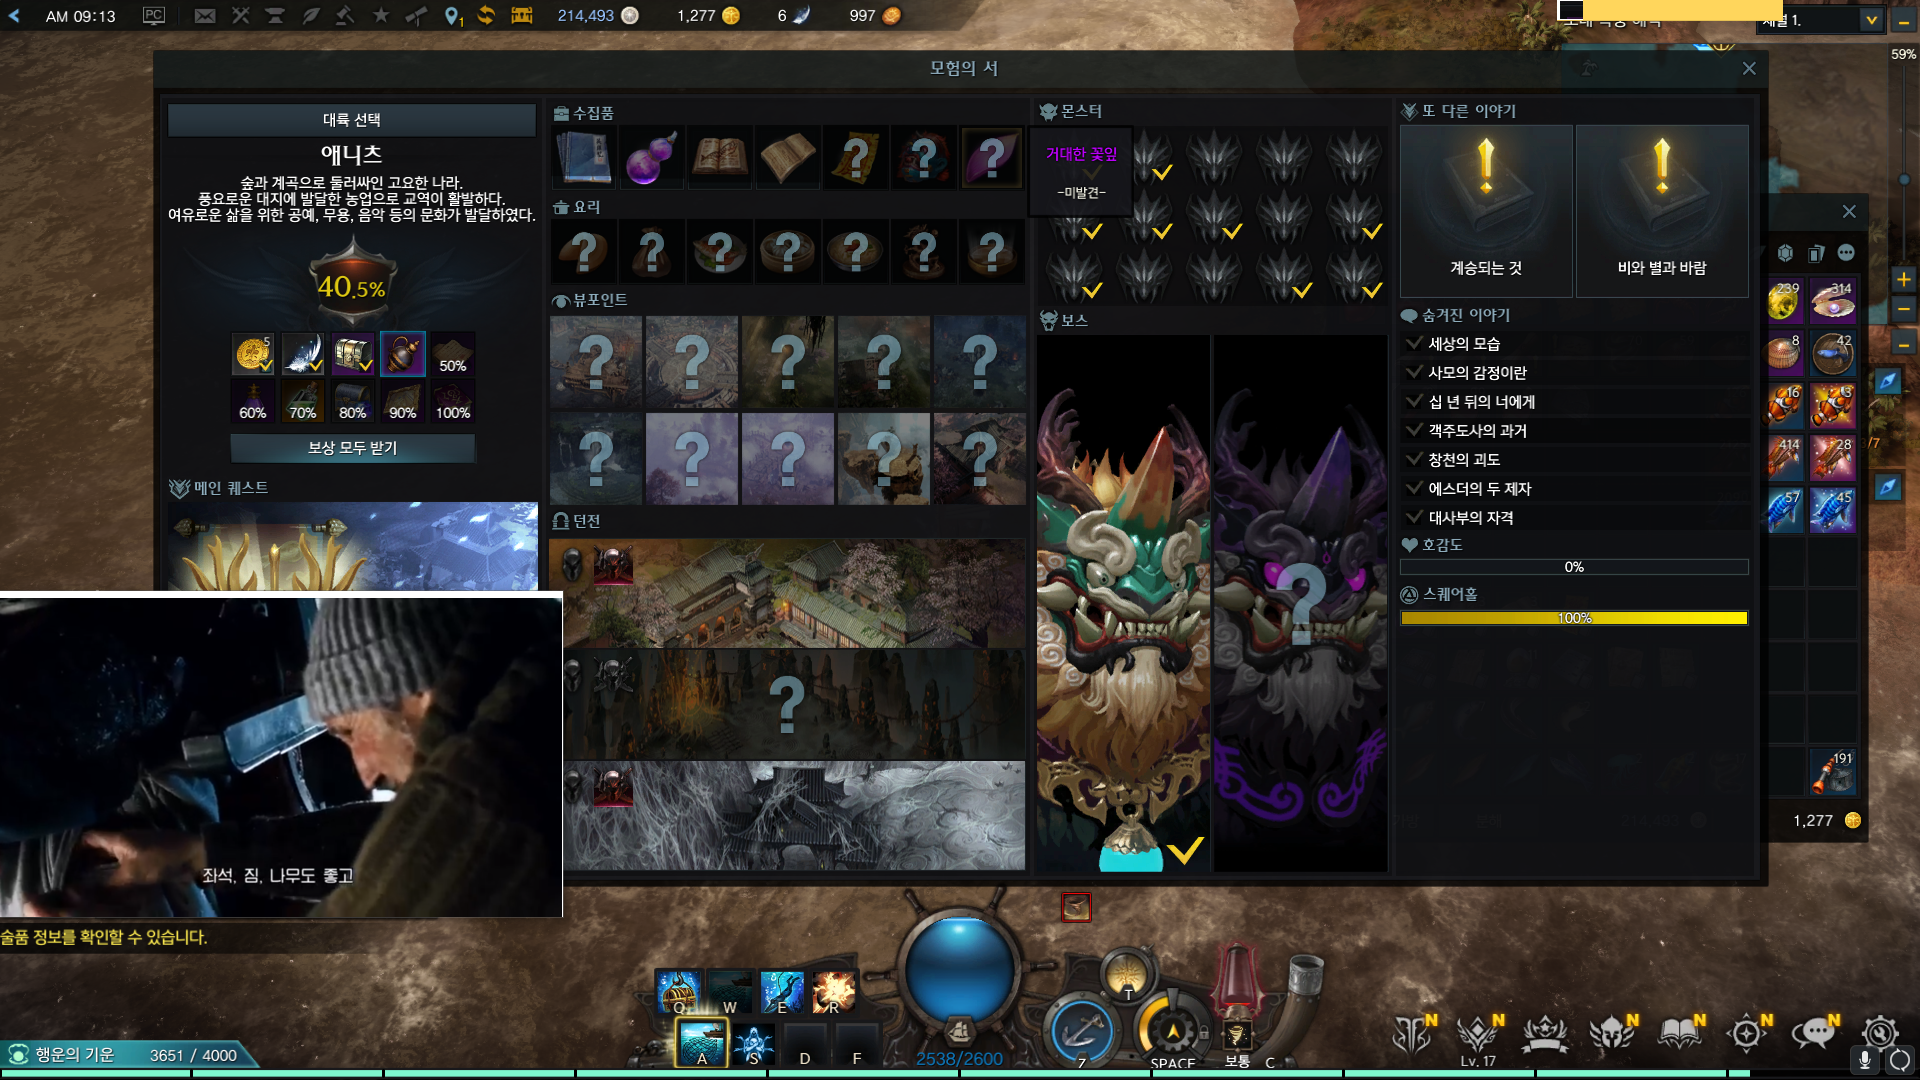 AM 09:13
PC
1
214,493
1,277
6
997
채널 1.
59%
모험의 서
대륙 선택
애니츠
숲과 계곡으로 둘러싸인 고요한 나라.
풍요로운 대지에 발달한 농업으로 교역이 활발하다.
여유로운 삶을 위한 공예, 무용, 음악 등의 문화가 발달하였다.
40.5%
5
50%
60%
70%
80%
90%
100%
보상 모두 받기
메인 퀘스트
수집품
?
?
?
요리
?
?
?
?
?
?
?
뷰포인트
?
?
?
?
?
?
?
?
?
?
던전
?
몬스터
거대한 꽃잎
-미발견-
보스
?
또 다른 이야기
계승되는 것
비와 별과 바람
숨겨진 이야기
세상의 모습
사모의 감정이란
십 년 뒤의 너에게
객주도사의 과거
창천의 괴도
에스더의 두 제자
대사부의 자격
호감도
0%
스퀘어홀
100%
239
314
8
42
16
3
414
28
57
45
191
/7
1,277
좌석, 짐, 나무도 좋고
술품 정보를 확인할 수 있습니다.
행운의 기운
3651 / 4000
Q
W
E
R
A
S
D
F
2538/2600
Z
T
SPACE
보통
C
N
N
N
N
N
N
Lv.17